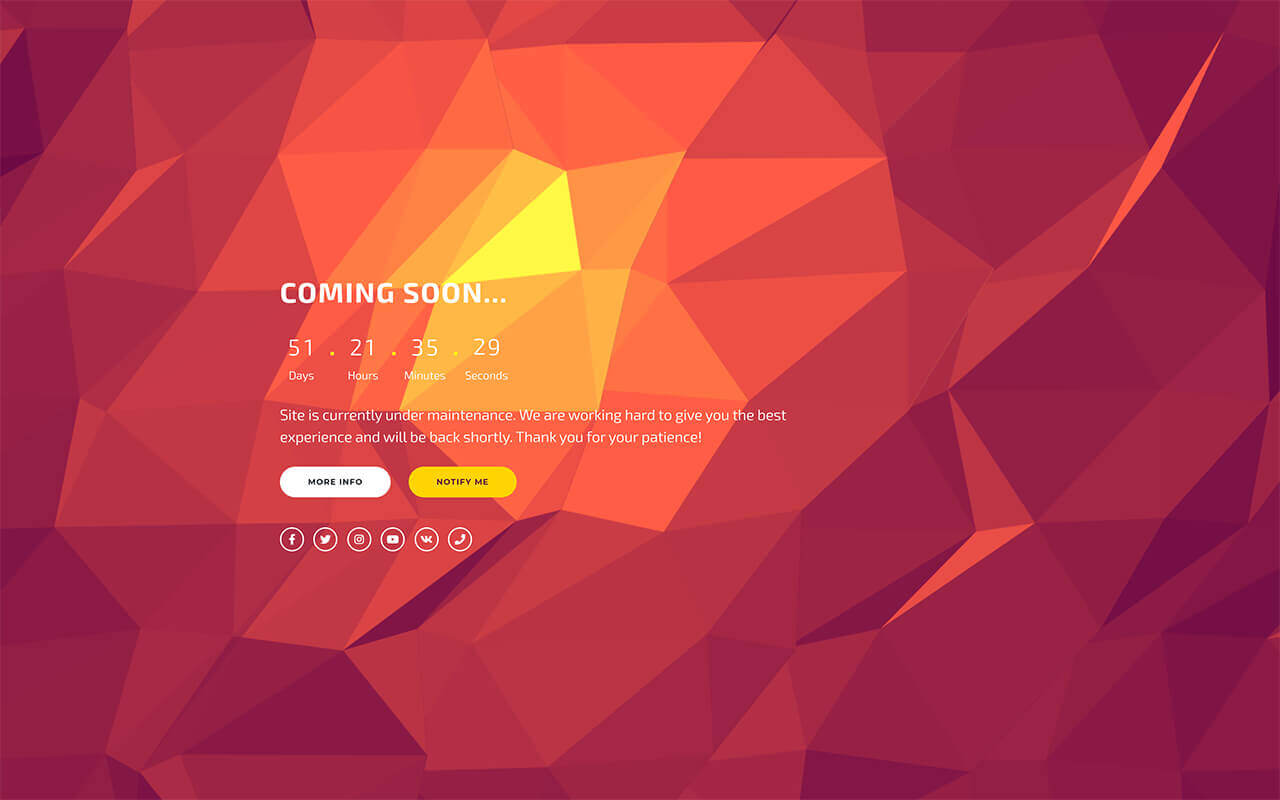 COMING SOON...
51 . 21 . 35 . 29
Days Hours Minutes Seconds
Site is currently under maintenance. We are working hard to give you the best
experience and will be back shortly. Thank you for your patience!
MORE INFO NOTIFY ME